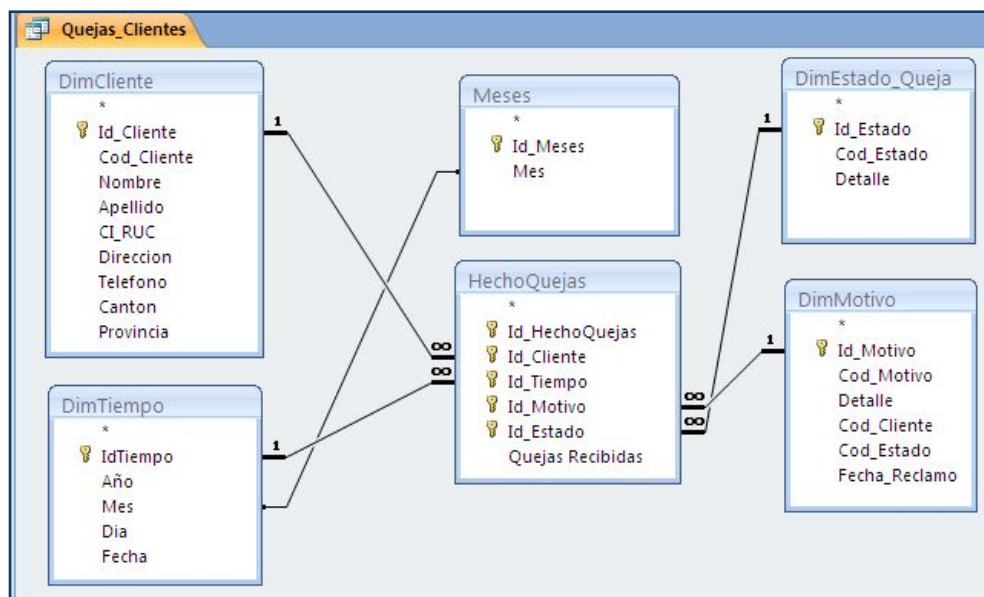 Quejas_Clientes
DimCliente
*
Id_Cliente
Cod_Cliente
Nombre
Apellido
CI_RUC
Direccion
Telefono
Canton
Provincia
1
Meses
*
Id_Meses
Mes
DimEstado_Queja
*
Id_Estado
Cod_Estado
Detalle
1
DimTiempo
*
IdTiempo
Año
Mes
Dia
Fecha
1
HechoQuejas
*
Id_HechoQuejas
Id_Cliente
Id_Tiempo
Id_Motivo
Id_Estado
Quejas Recibidas
∞
∞
∞
∞
DimMotivo
*
Id_Motivo
Cod_Motivo
Detalle
Cod_Cliente
Cod_Estado
Fecha_Reclamo
1